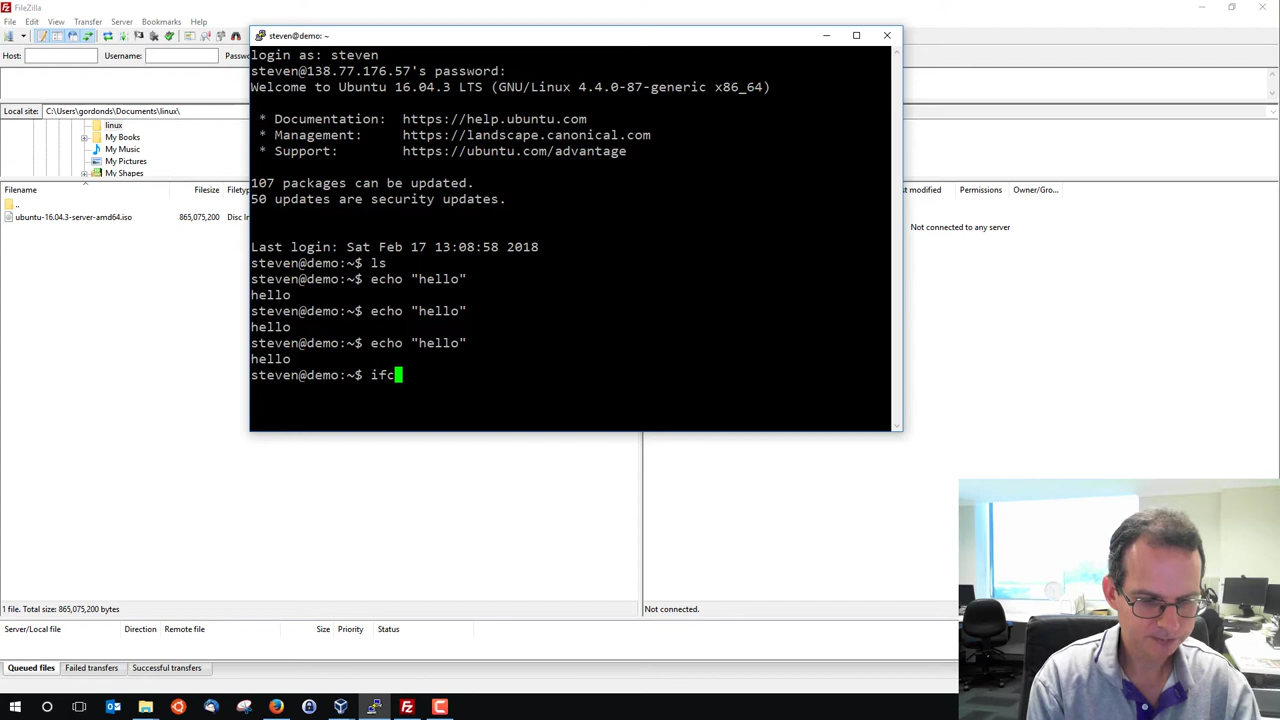 FileZilla
File Edit View Transfer Server Bookmarks Help
Host: Username: Passwo
Local site: C:\Users\gordonds\Documents\linux\
linux
My Books
My Music
My Pictures
My Shapes
Filename Filesize Filetyp
..
ubuntu-16.04.3-server-amd64.iso 865,075,200 Disc In
1 file. Total size: 865,075,200 bytes
steven@demo: ~
login as: steven
steven@138.77.176.57's password:
Welcome to Ubuntu 16.04.3 LTS (GNU/Linux 4.4.0-87-generic x86_64)
* Documentation: https://help.ubuntu.com
* Management: https://landscape.canonical.com
* Support: https://ubuntu.com/advantage
107 packages can be updated.
50 updates are security updates.
Last login: Sat Feb 17 13:08:58 2018
steven@demo:~$ ls
steven@demo:~$ echo "hello"
hello
steven@demo:~$ echo "hello"
hello
steven@demo:~$ echo "hello"
hello
steven@demo:~$ ifc
st modified Permissions Owner/Gro...
Not connected to any server
Not connected.
Server/Local file Direction Remote file Size Priority Status
Queued files Failed transfers Successful transfers